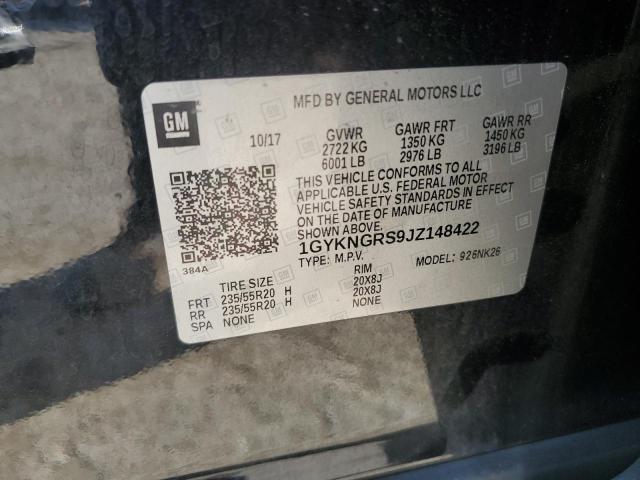 MFD BY GENERAL MOTORS LLC
GM
10/17 GVWR GAWR FRT GAWR RR
2722 KG 1350 KG 1450 KG
6001 LB 2976 LB 3196 LB
THIS VEHICLE CONFORMS TO ALL
APPLICABLE U.S. FEDERAL MOTOR
VEHICLE SAFETY STANDARDS IN EFFECT
ON THE DATE OF MANUFACTURE
SHOWN ABOVE.
1GYKNGRS9JZ148422
384A
TYPE: M.P.V. MODEL: 926NK26
TIRE SIZE RIM
FRT 235/55R20 H 20X8J
RR 235/55R20 H 20X8J
SPA NONE NONE